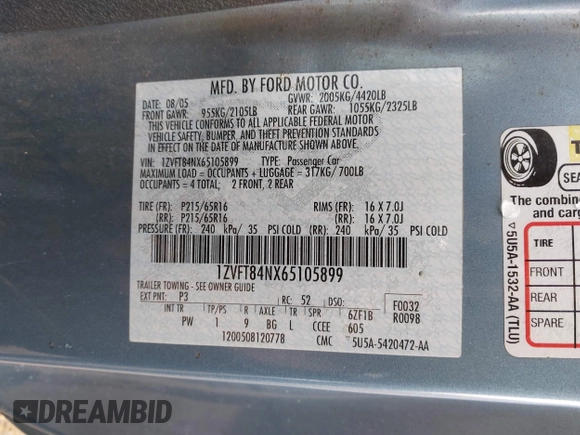 MFD. BY FORD MOTOR CO.
DATE: 08/05 GVWR: 2005KG/4420LB
FRONT GAWR: 955KG/2105LB REAR GAWR: 1055KG/2325LB
THIS VEHICLE CONFORMS TO ALL APPLICABLE FEDERAL MOTOR
VEHICLE SAFETY, BUMPER, AND THEFT PREVENTION STANDARDS
IN EFFECT ON THE DATE OF MANUFACTURE SHOWN ABOVE.
VIN: 1ZVFT84NX65105899 TYPE: Passenger Car
MAXIMUM LOAD = OCCUPANTS + LUGGAGE = 317KG/ 700LB
OCCUPANTS = 4 TOTAL; 2 FRONT, 2 REAR
TIRE (FR): P215/65R16 RIMS (FR): 16 X 7.0J
(RR): P215/65R16 (RR): 16 X 7.0J
PRESSURE (FR): 240 kPa/ 35 PSI COLD (RR): 240 kPa/ 35 PSI COLD
1ZVFT84NX65105899
TRAILER TOWING - SEE OWNER GUIDE
EXT PNT: P3 RC: 52 DSO: F0032
INT TR TP/PS R AXLE TR SPR 6ZF1B R0098
PW 1 9 BG L CCEE 605
1200508120778 CMC 5U5A-5420472-AA
SEA
The combin
and carg
TIRE
FRONT
REAR
SPARE
5U5A-1532-AA (TLU)
DREAMBID